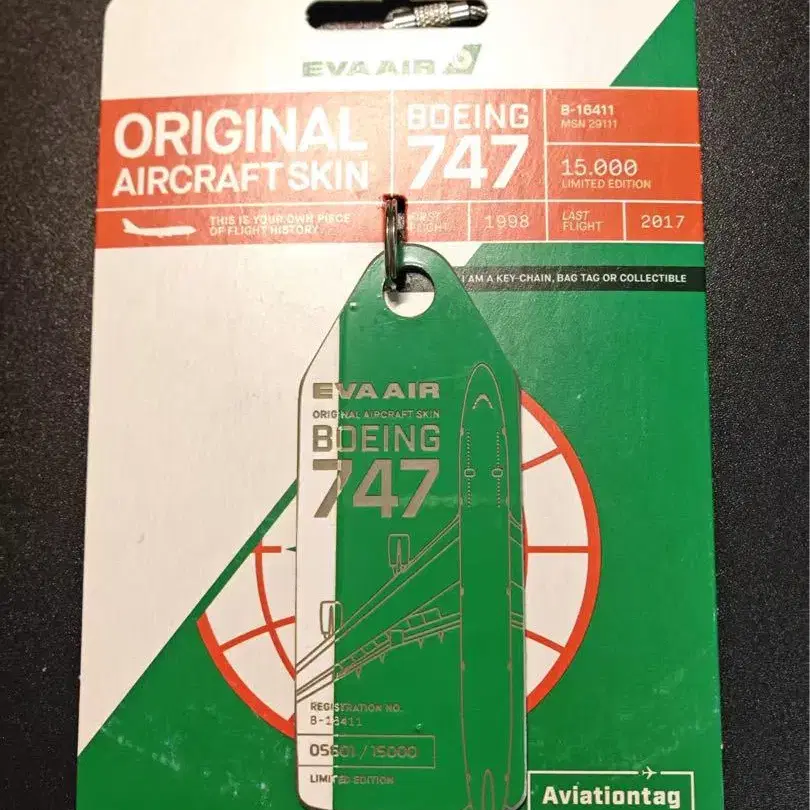 EVA AIR
ORIGINAL
AIRCRAFT SKIN
BOEING
747
B-16411
MSN 29111
15.000
LIMITED EDITION
THIS IS YOUR OWN PIECE
OF FLIGHT HISTORY
FIRST
FLIGHT
1998
LAST
FLIGHT
2017
I AM A KEY-CHAIN, BAG TAG OR COLLECTIBLE
EVA AIR
ORIGINAL AIRCRAFT SKIN
BOEING
747
REGISTRATION NO.
B-16411
05601/15000
LIMITED EDITION
Aviationtag